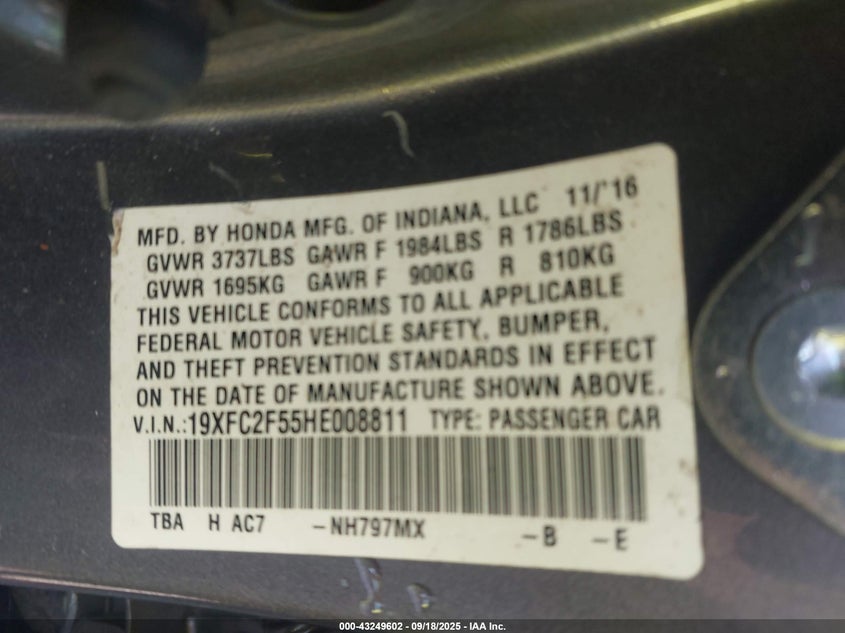 MFD. BY HONDA MFG. OF INDIANA, LLC 11/'16
GVWR 3737LBS GAWR F 1984LBS R 1786LBS
GVWR 1695KG GAWR F 900KG R 810KG
THIS VEHICLE CONFORMS TO ALL APPLICABLE
FEDERAL MOTOR VEHICLE SAFETY, BUMPER,
AND THEFT PREVENTION STANDARDS IN EFFECT
ON THE DATE OF MANUFACTURE SHOWN ABOVE.
V.I.N.:19XFC2F55HE008811 TYPE: PASSENGER CAR
TBA H AC7 -NH797MX -B -E
000-43249602 - 09/18/2025 - IAA Inc.